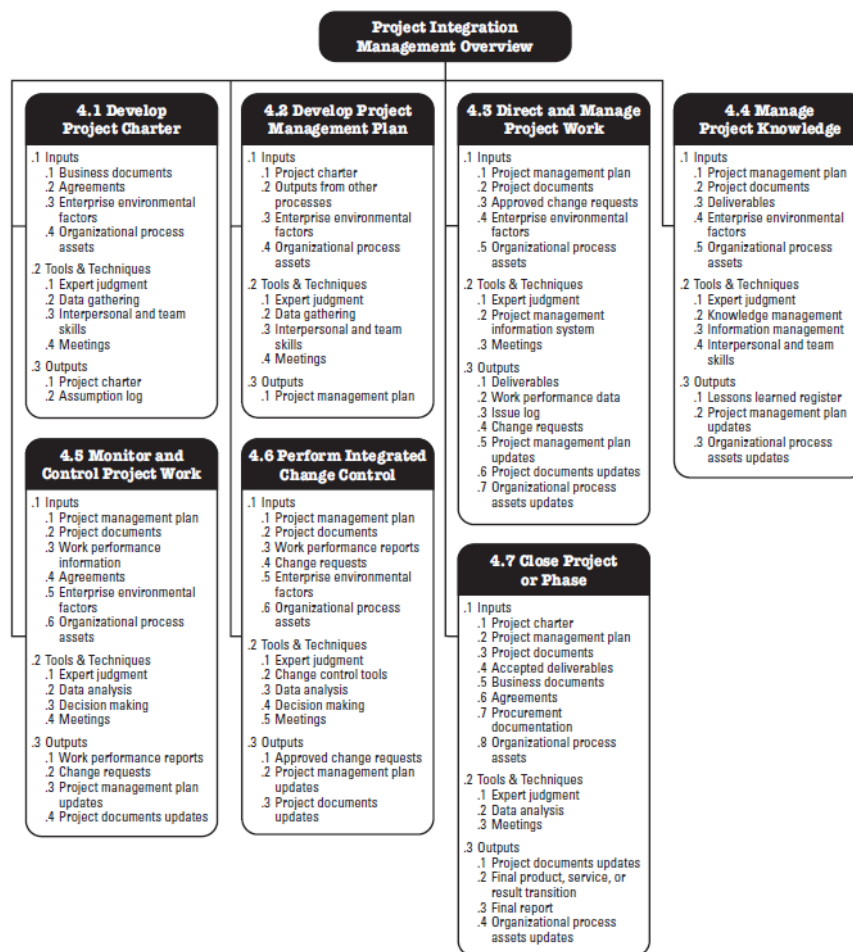 Project Integration
Management Overview
4.1 Develop
Project Charter
.1 Inputs
.1 Business documents
.2 Agreements
.3 Enterprise environmental
factors
.4 Organizational process
assets
.2 Tools & Techniques
.1 Expert judgment
.2 Data gathering
.3 Interpersonal and team
skills
.4 Meetings
.3 Outputs
.1 Project charter
.2 Assumption log
4.2 Develop Project
Management Plan
.1 Inputs
.1 Project charter
.2 Outputs from other
processes
.3 Enterprise environmental
factors
.4 Organizational process
assets
.2 Tools & Techniques
.1 Expert judgment
.2 Data gathering
.3 Interpersonal and team
skills
.4 Meetings
.3 Outputs
.1 Project management plan
4.3 Direct and Manage
Project Work
.1 Inputs
.1 Project management plan
.2 Project documents
.3 Approved change requests
.4 Enterprise environmental
factors
.5 Organizational process
assets
.2 Tools & Techniques
.1 Expert judgment
.2 Project management
information system
.3 Meetings
.3 Outputs
.1 Deliverables
.2 Work performance data
.3 Issue log
.4 Change requests
.5 Project management plan
updates
.6 Project documents updates
.7 Organizational process
assets updates
4.4 Manage
Project Knowledge
.1 Inputs
.1 Project management plan
.2 Project documents
.3 Deliverables
.4 Enterprise environmental
factors
.5 Organizational process
assets
.2 Tools & Techniques
.1 Expert judgment
.2 Knowledge management
.3 Information management
.4 Interpersonal and team
skills
.3 Outputs
.1 Lessons learned register
.2 Project management plan
updates
.3 Organizational process
assets updates
4.5 Monitor and
Control Project Work
.1 Inputs
.1 Project management plan
.2 Project documents
.3 Work performance
information
.4 Agreements
.5 Enterprise environmental
factors
.6 Organizational process
assets
.2 Tools & Techniques
.1 Expert judgment
.2 Data analysis
.3 Decision making
.4 Meetings
.3 Outputs
.1 Work performance reports
.2 Change requests
.3 Project management plan
updates
.4 Project documents updates
4.6 Perform Integrated
Change Control
.1 Inputs
.1 Project management plan
.2 Project documents
.3 Work performance reports
.4 Change requests
.5 Enterprise environmental
factors
.6 Organizational process
assets
.2 Tools & Techniques
.1 Expert judgment
.2 Change control tools
.3 Data analysis
.4 Decision making
.5 Meetings
.3 Outputs
.1 Approved change requests
.2 Project management plan
updates
.3 Project documents
updates
4.7 Close Project
or Phase
.1 Inputs
.1 Project charter
.2 Project management plan
.3 Project documents
.4 Accepted deliverables
.5 Business documents
.6 Agreements
.7 Procurement
documentation
.8 Organizational process
assets
.2 Tools & Techniques
.1 Expert judgment
.2 Data analysis
.3 Meetings
.3 Outputs
.1 Project documents updates
.2 Final product, service, or
result transition
.3 Final report
.4 Organizational process
assets updates